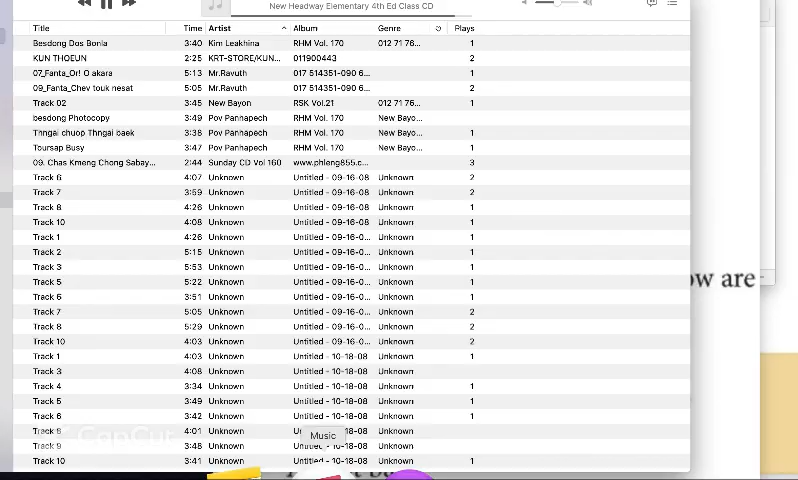 New Headway Elementary 4th Ed Class CD
Title Time Artist Album Genre Plays
Besdong Dos Bonla 3:40 Kim Leakhina RHM Vol. 170 012 71 76... 1
KUN THOEUN 2:25 KRT-STORE/KUN... 011900443 2
07_Fanta_Or! O akara 5:13 Mr.Ravuth 017 514351-090 6... 1
09_Fanta_Chev touk nesat 5:05 Mr.Ravuth 017 514351-090 6... 2
Track 02 3:45 New Bayon RSK Vol.21 012 71 76... 1
besdong Photocopy 3:49 Pov Panhapech RHM Vol. 170 New Bayo...
Thngai chuop Thngai baek 3:38 Pov Panhapech RHM Vol. 170 New Bayo... 1
Toursap Busy 3:47 Pov Panhapech RHM Vol. 170 New Bayo... 1
09. Chas Kmeng Chong Sabay... 2:44 Sunday CD Vol 160 www.phleng855.c... 3
Track 6 4:07 Unknown Untitled - 09-16-08 Unknown 2
Track 7 3:59 Unknown Untitled - 09-16-08 Unknown 2
Track 8 4:26 Unknown Untitled - 09-16-08 Unknown 1
Track 10 4:08 Unknown Untitled - 09-16-08 Unknown 1
Track 1 4:26 Unknown Untitled - 09-16-0... Unknown 1
Track 2 5:15 Unknown Untitled - 09-16-0... Unknown 1
Track 3 5:53 Unknown Untitled - 09-16-0... Unknown 1
Track 5 5:22 Unknown Untitled - 09-16-0... Unknown 1
Track 6 3:51 Unknown Untitled - 09-16-0... Unknown 1
Track 7 5:05 Unknown Untitled - 09-16-0... Unknown 2
Track 8 5:29 Unknown Untitled - 09-16-0... Unknown 2
Track 10 4:03 Unknown Untitled - 09-16-0... Unknown 2
Track 1 4:03 Unknown Untitled - 10-18-08 Unknown 1
Track 3 4:08 Unknown Untitled - 10-18-08 Unknown
Track 4 3:34 Unknown Untitled - 10-18-08 Unknown 1
Track 5 3:49 Unknown Untitled - 10-18-08 Unknown 1
Track 6 3:42 Unknown Untitled - 10-18-08 Unknown 1
Track 8 4:01 Unknown Unknown
Track 9 3:48 Unknown Untitled - 10-18-08 Unknown
Track 10 3:41 Unknown Untitled - 10-18-08 Unknown 1
Music
CapCut
ow are